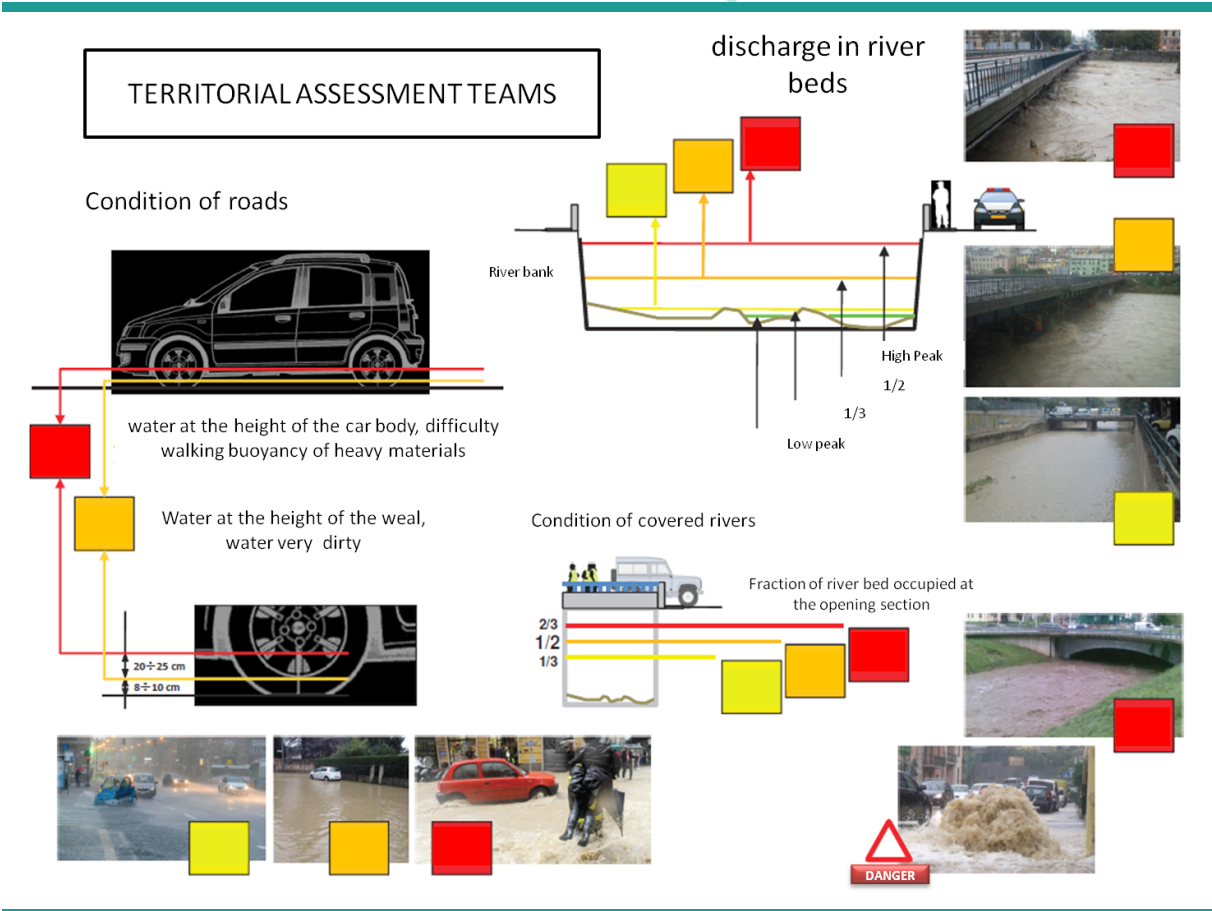 TERRITORIAL ASSESSMENT TEAMS
discharge in river
beds
Condition of roads
River bank
High Peak
1/2
1/3
Low peak
water at the height of the car body, difficulty
walking buoyancy of heavy materials
Water at the height of the weal,
water very dirty
20÷25 cm
8÷10 cm
Condition of covered rivers
Fraction of river bed occupied at
the opening section
2/3
1/2
1/3
DANGER